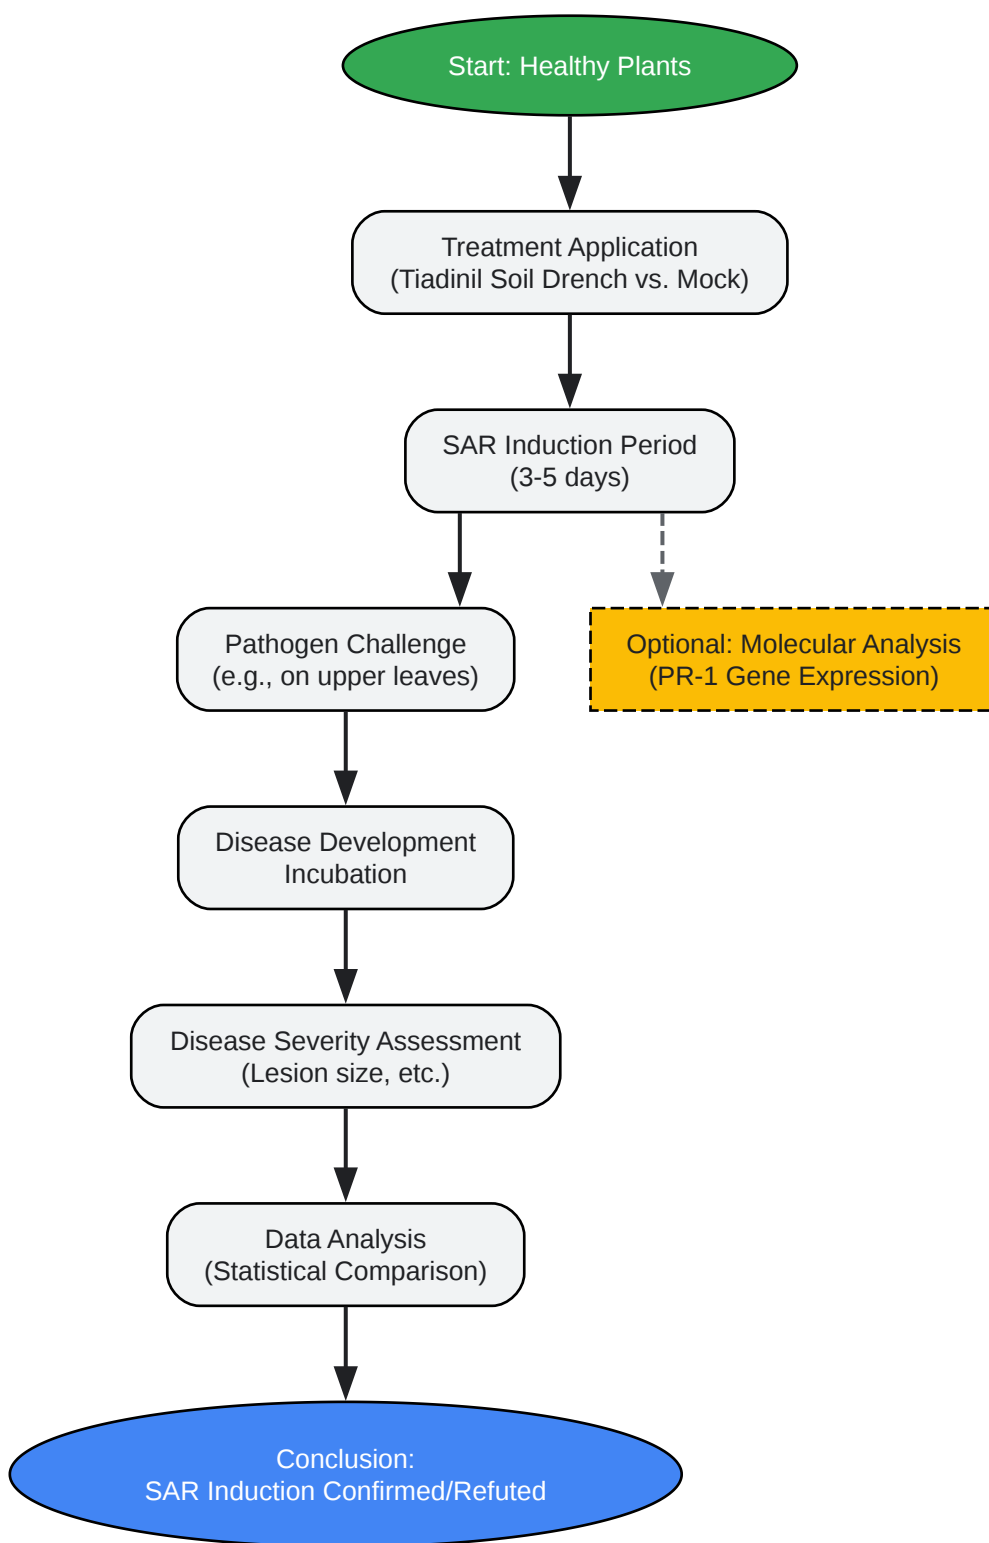 Start: Healthy Plants
Treatment Application
(Tiadinil Soil Drench vs. Mock)
SAR Induction Period
(3-5 days)
Pathogen Challenge
(e.g., on upper leaves)
Optional: Molecular Analysis
(PR-1 Gene Expression)
Disease Development
Incubation
Disease Severity Assessment
(Lesion size, etc.)
Data Analysis
(Statistical Comparison)
Conclusion:
SAR Induction Confirmed/Refuted